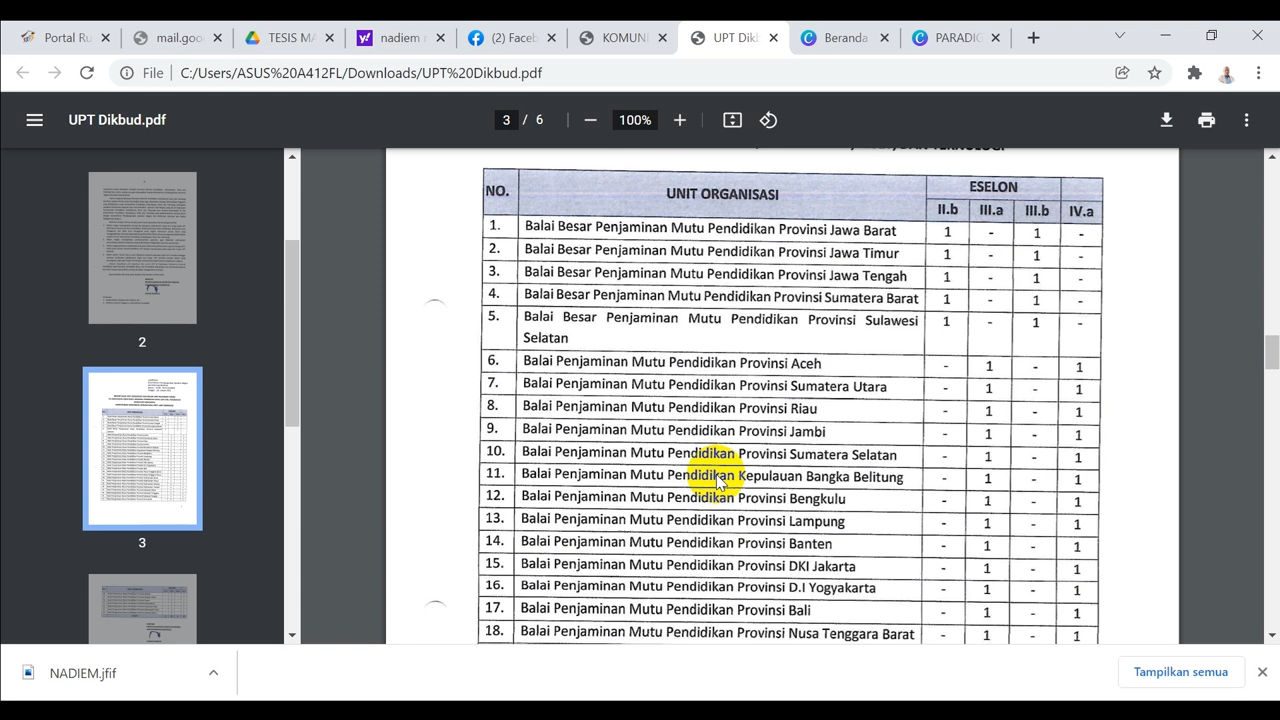 Portal Ru
mail.goo
TESIS MA
nadiem
(2) Faceb
KOMUNI
UPT Dikb
Beranda
PARADIG
File
C:/Users/ASUS%20A412FL/Downloads/UPT%20Dikbud.pdf
UPT Dikbud.pdf
3 / 6
100%
NO. UNIT ORGANISASI ESELON
II.b III.a III.b IV.a
1. Balai Besar Penjaminan Mutu Pendidikan Provinsi Jawa Barat 1 - 1 -
2. Balai Besar Penjaminan Mutu Pendidikan Provinsi Jawa Timur 1 - 1 -
3. Balai Besar Penjaminan Mutu Pendidikan Provinsi Jawa Tengah 1 - 1 -
4. Balai Besar Penjaminan Mutu Pendidikan Provinsi Sumatera Barat 1 - 1 -
5. Balai Besar Penjaminan Mutu Pendidikan Provinsi Sulawesi 1 - 1 -
Selatan
6. Balai Penjaminan Mutu Pendidikan Provinsi Aceh - 1 - 1
7. Balai Penjaminan Mutu Pendidikan Provinsi Sumatera Utara - 1 - 1
8. Balai Penjaminan Mutu Pendidikan Provinsi Riau - 1 - 1
9. Balai Penjaminan Mutu Pendidikan Provinsi Jambi - 1 - 1
10. Balai Penjaminan Mutu Pendidikan Provinsi Sumatera Selatan - 1 - 1
11. Balai Penjaminan Mutu Pendidikan Kepulauan Bangka Belitung - 1 - 1
12. Balai Penjaminan Mutu Pendidikan Provinsi Bengkulu - 1 - 1
13. Balai Penjaminan Mutu Pendidikan Provinsi Lampung - 1 - 1
14. Balai Penjaminan Mutu Pendidikan Provinsi Banten - 1 - 1
15. Balai Penjaminan Mutu Pendidikan Provinsi DKI Jakarta - 1 - 1
16. Balai Penjaminan Mutu Pendidikan Provinsi D.I Yogyakarta - 1 - 1
17. Balai Penjaminan Mutu Pendidikan Provinsi Bali - 1 - 1
18. Balai Penjaminan Mutu Pendidikan Provinsi Nusa Tenggara Barat - 1 - 1
2
3
NADIEM.jfif
Tampilkan semua